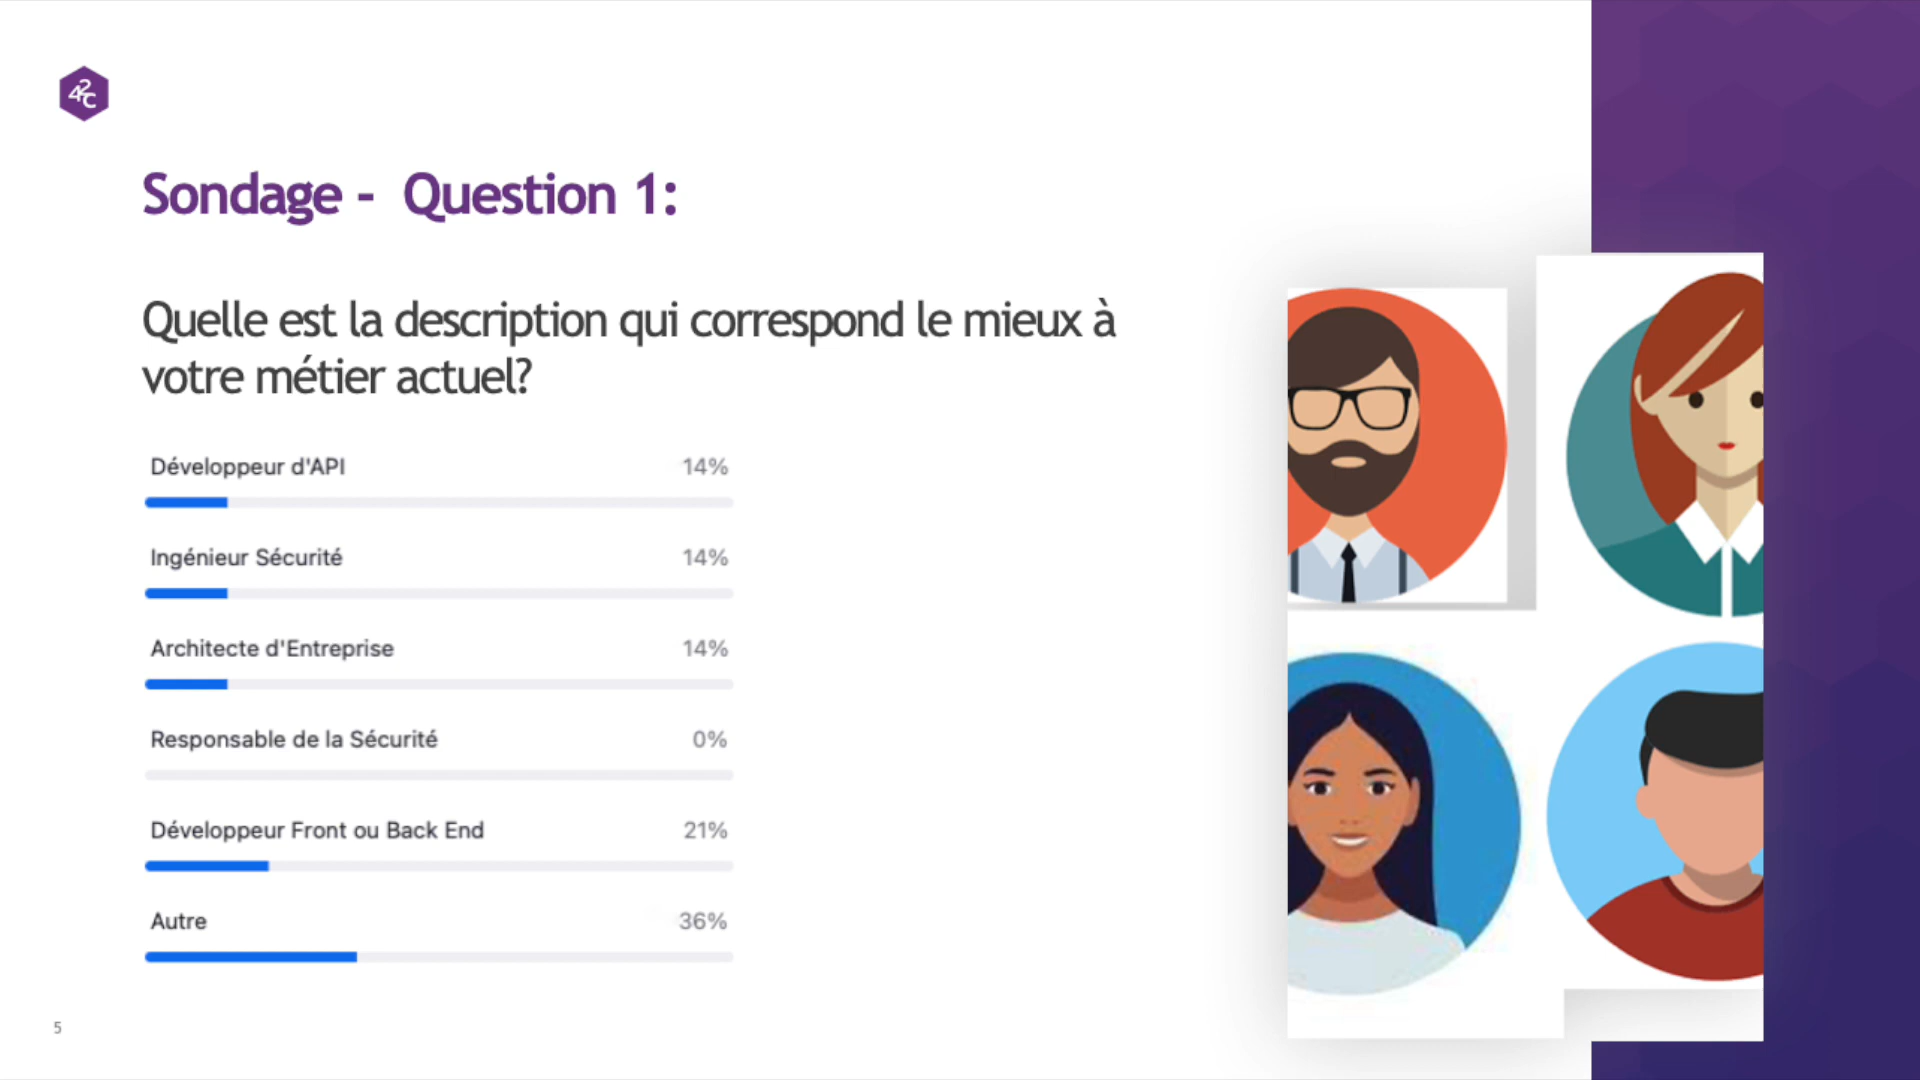 42C
Sondage - Question 1:
Quelle est la description qui correspond le mieux à
votre métier actuel?
Développeur d'API 14%
Ingénieur Sécurité 14%
Architecte d'Entreprise 14%
Responsable de la Sécurité 0%
Développeur Front ou Back End 21%
Autre 36%
5